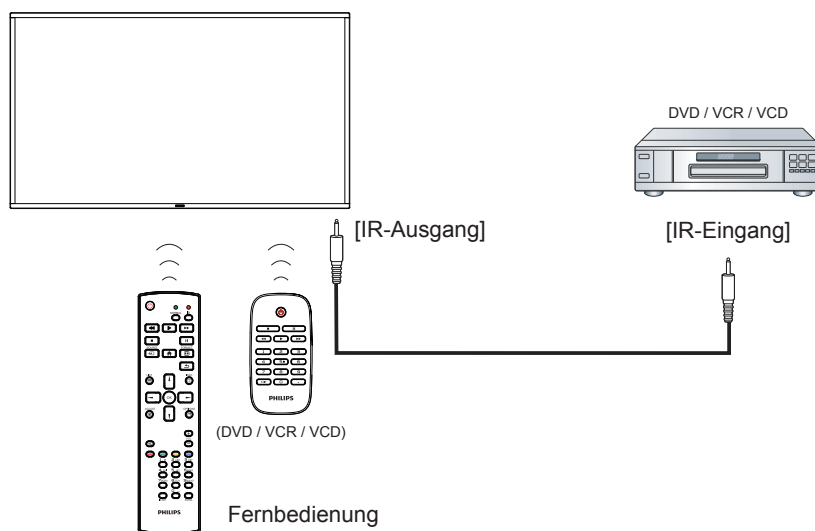 DVD / VCR / VCD
[IR-Ausgang]
[IR-Eingang]
PHILIPS
(DVD / VCR / VCD)
PHILIPS
Fernbedienung